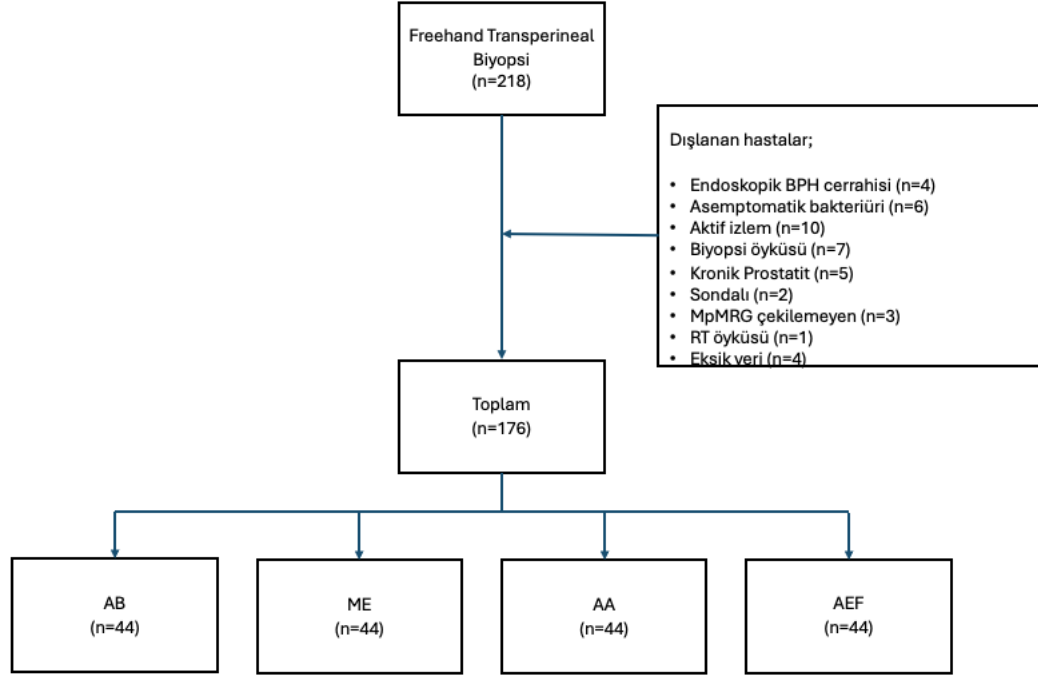 Freehand Transperineal
Biyopsi
(n=218)
Dışlanan hastalar;
• Endoskopik BPH cerrahisi (n=4)
• Asemptomatik bakteriüri (n=6)
• Aktif izlem (n=10)
• Biyopsi öyküsü (n=7)
• Kronik Prostatit (n=5)
• Sondalı (n=2)
• MpMRG çekilemeyen (n=3)
• RT öyküsü (n=1)
• Eksik veri (n=4)
Toplam
(n=176)
AB
(n=44)
ME
(n=44)
AA
(n=44)
AEF
(n=44)